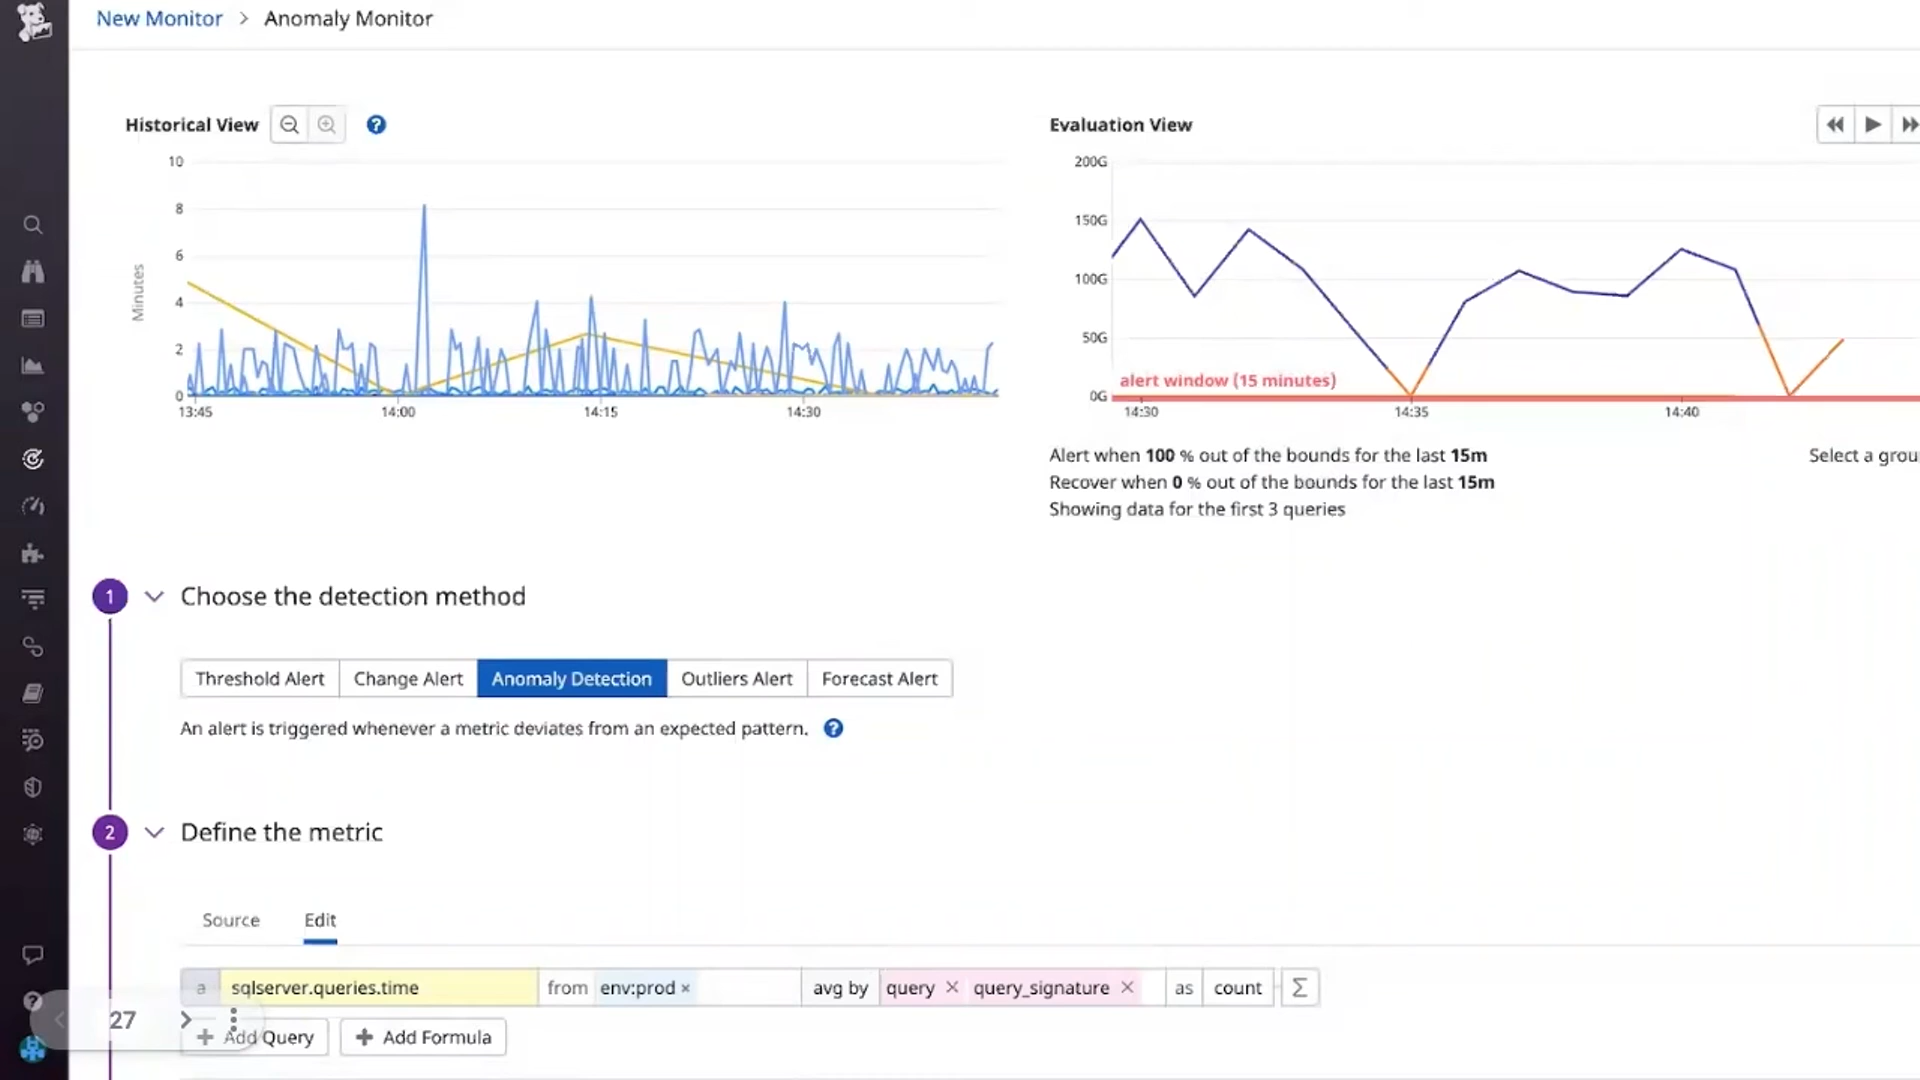 New Monitor > Anomaly Monitor
Historical View
Evaluation View
10
8
6
4
2
0
Minutes
13:45
14:00
14:15
14:30
200G
150G
100G
50G
0G
alert window (15 minutes)
14:30
14:35
14:40
Alert when 100 % out of the bounds for the last 15m
Select a grou
Recover when 0 % out of the bounds for the last 15m
Showing data for the first 3 queries
1 Choose the detection method
Threshold Alert Change Alert Anomaly Detection Outliers Alert Forecast Alert
An alert is triggered whenever a metric deviates from an expected pattern.
2 Define the metric
Source Edit
a sqlserver.queries.time from env:prod × avg by query × query_signature × as count Σ
27
+ Add Query + Add Formula